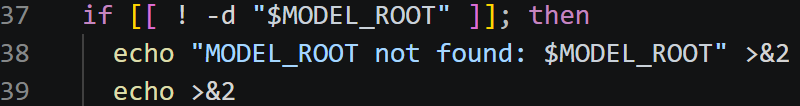 37 if [[ ! -d "$MODEL_ROOT" ]]; then
38 echo "MODEL_ROOT not found: $MODEL_ROOT" >&2
39 echo >&2